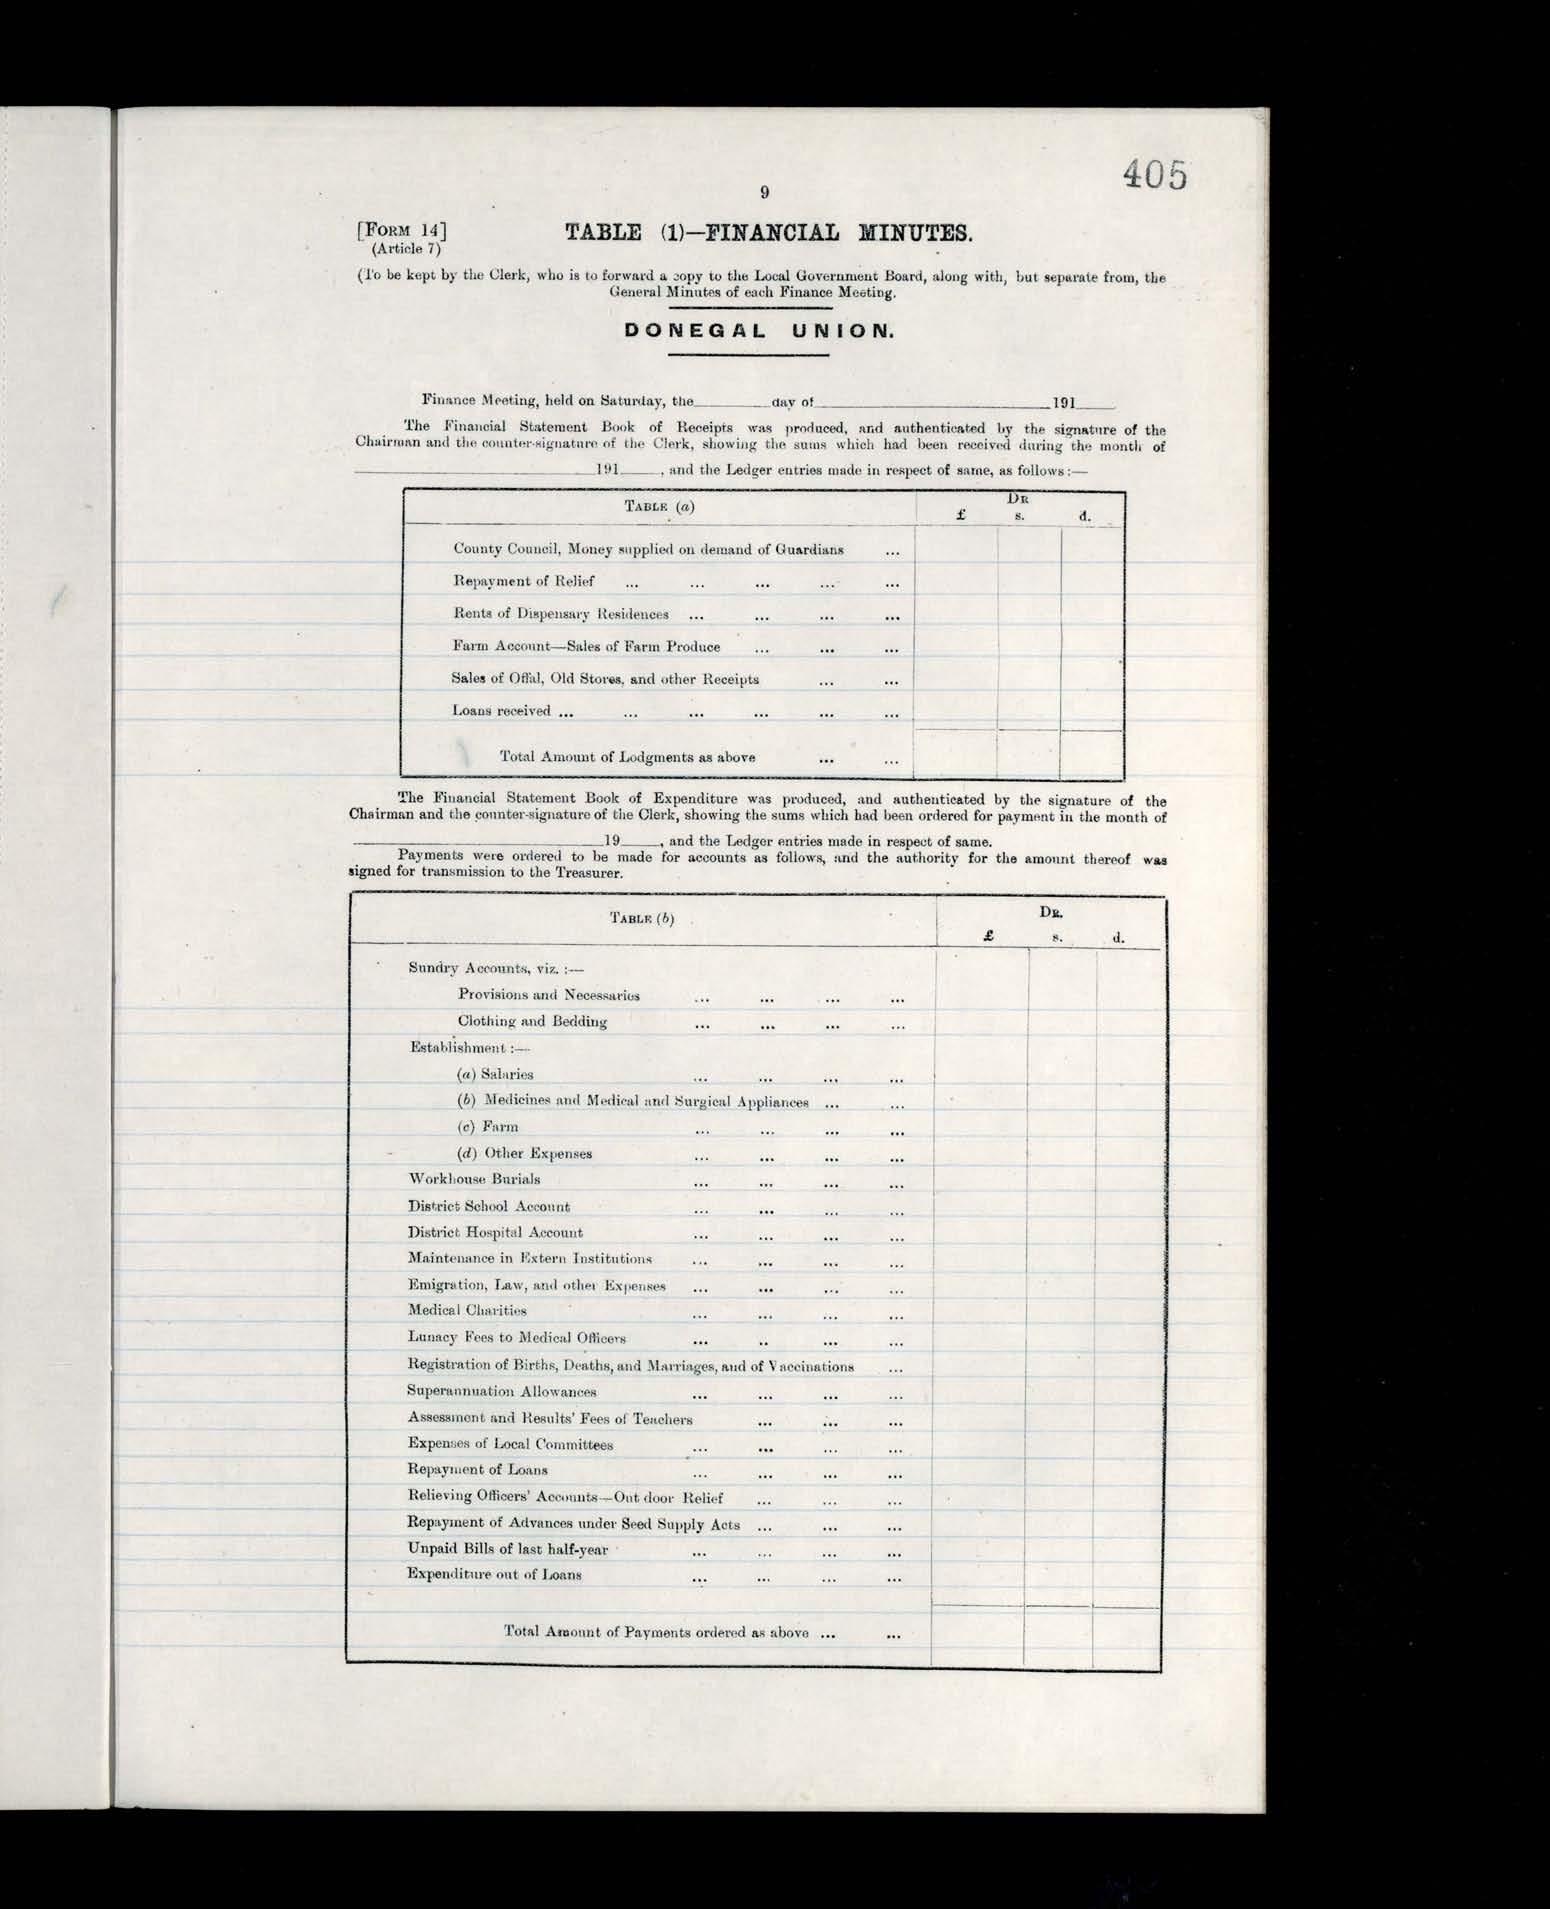 405
9
[FORM 14]
TABLE (1)—FINANCIAL MINUTES.
(Article 7)
(To be kept by the Clerk, who is to forward a copy to the Local Government Board, along with, but separate from, the
General Minutes of each Finance Meeting.
DONEGAL UNION.
Finance Meeting, held on Saturday, the________day of________________191____
The Financial Statement Book of Receipts was produced, and authenticated by the signature of the
Chairman and the counter-signature of the Clerk, showing the sums which had been received during the month of
________________191____, and the Ledger entries made in respect of same, as follows:—
TABLE (a)
DR
£ s. d.
County Council, Money supplied on demand of Guardians ...
Repayment of Relief ... ... ... ... ...
Rents of Dispensary Residences ... ... ... ...
Farm Account—Sales of Farm Produce ... ... ...
Sales of Offal, Old Stores, and other Receipts ... ...
Loans received ... ... ... ... ... ...
Total Amount of Lodgments as above ... ...
The Financial Statement Book of Expenditure was produced, and authenticated by the signature of the
Chairman and the counter-signature of the Clerk, showing the sums which had been ordered for payment in the month of
________________19____, and the Ledger entries made in respect of same.
Payments were ordered to be made for accounts as follows, and the authority for the amount thereof was
signed for transmission to the Treasurer.
TABLE (b)
DR.
£ s. d.
Sundry Accounts, viz. :—
Provisions and Necessaries ... ... ... ...
Clothing and Bedding ... ... ... ...
Establishment :—
(a) Salaries ... ... ... ...
(b) Medicines and Medical and Surgical Appliances ... ...
(c) Farm ... ... ... ...
(d) Other Expenses ... ... ... ...
Workhouse Burials ... ... ... ...
District School Account ... ... ... ...
District Hospital Account ... ... ... ...
Maintenance in Extern Institutions ... ... ... ...
Emigration, Law, and other Expenses ... ... ... ...
Medical Charities ... ... ... ...
Lunacy Fees to Medical Officers ... .. ... ...
Registration of Births, Deaths, and Marriages, and of Vaccinations ...
Superannuation Allowances ... ... ... ...
Assessment and Results' Fees of Teachers ... ... ...
Expenses of Local Committees ... ... ... ...
Repayment of Loans ... ... ... ...
Relieving Officers' Accounts—Out door Relief ... ... ...
Repayment of Advances under Seed Supply Acts ... ... ...
Unpaid Bills of last half-year ... ... ... ...
Expenditure out of Loans ... ... ... ...
Total Amount of Payments ordered as above ... ...